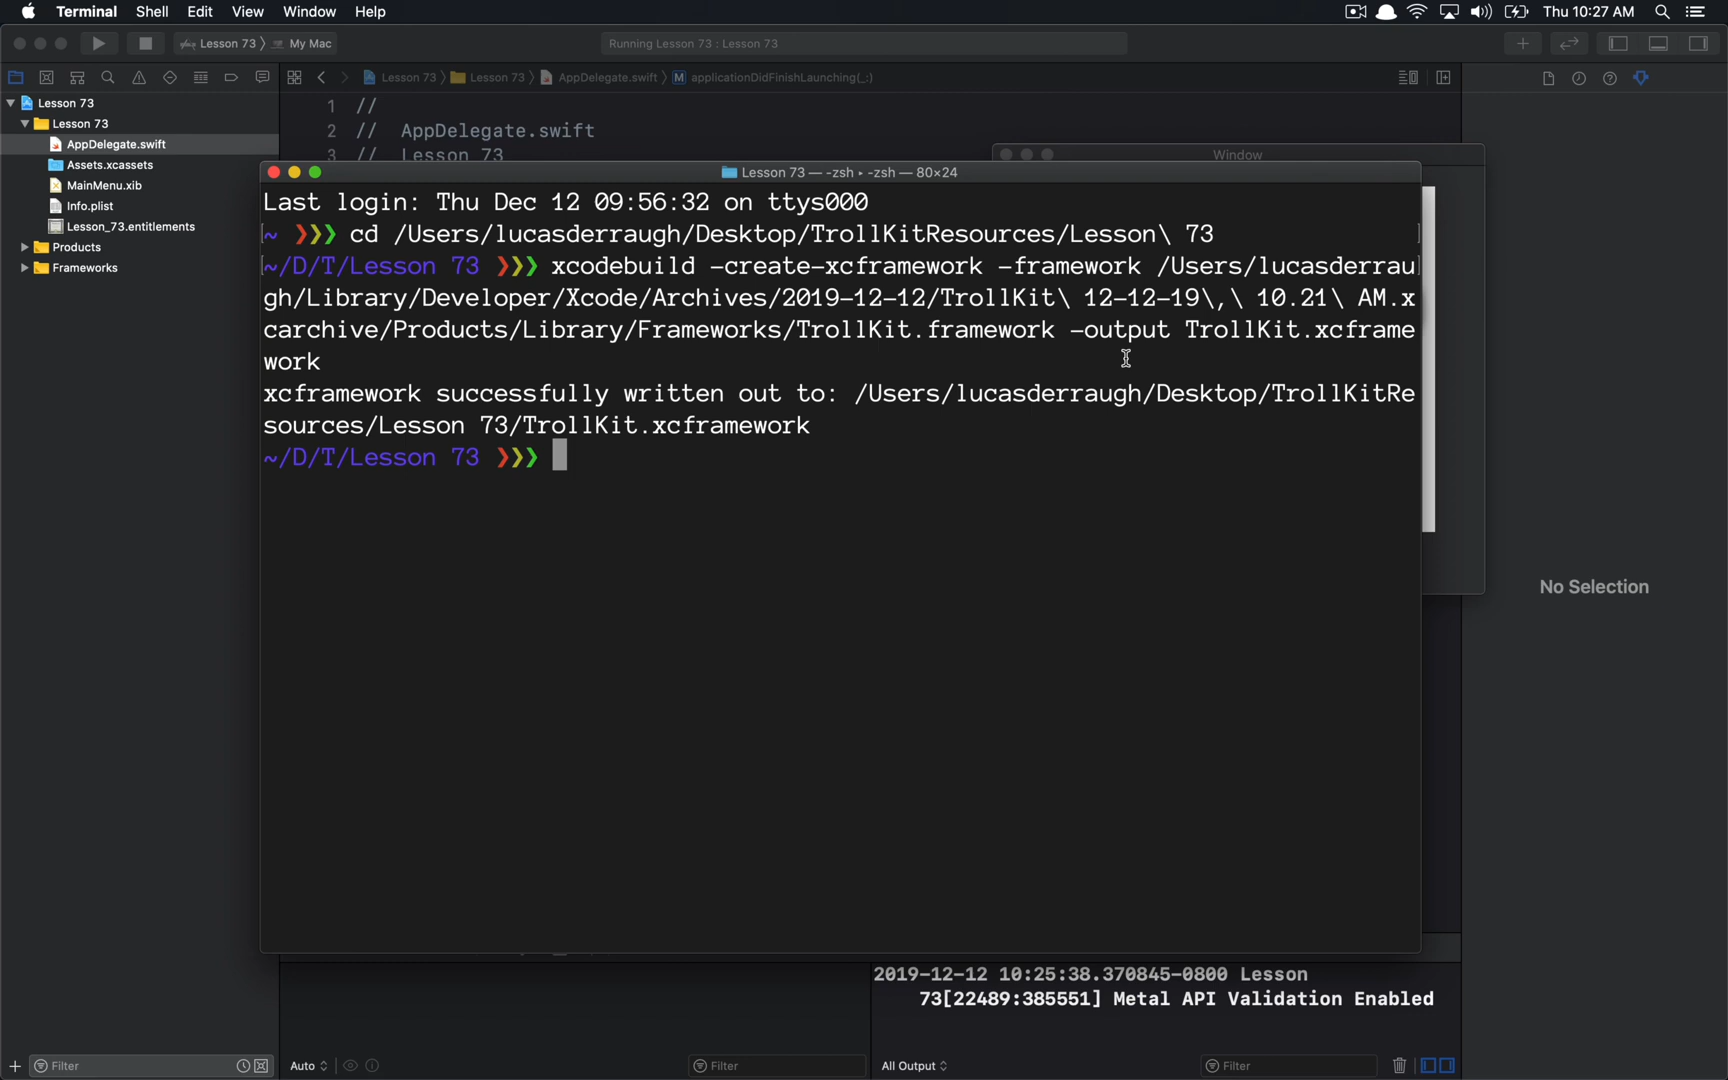 Terminal Shell Edit View Window Help Thu 10:27 AM
Lesson 73 My Mac Running Lesson 73 : Lesson 73
Lesson 73 Lesson 73 AppDelegate.swift M applicationDidFinishLaunching(_:)
Lesson 73
Lesson 73
AppDelegate.swift
Assets.xcassets
MainMenu.xib
Info.plist
Lesson_73.entitlements
Products
Frameworks
1 //
2 // AppDelegate.swift
3 // Lesson 73
Window
Lesson 73 — -zsh ▸ -zsh — 80×24
Last login: Thu Dec 12 09:56:32 on ttys000
~ ❯❯❯ cd /Users/lucasderraugh/Desktop/TrollKitResources/Lesson\ 73
~/D/T/Lesson 73 ❯❯❯ xcodebuild -create-xcframework -framework /Users/lucasderrau
gh/Library/Developer/Xcode/Archives/2019-12-12/TrollKit\ 12-12-19\,\ 10.21\ AM.x
carchive/Products/Library/Frameworks/TrollKit.framework -output TrollKit.xcframe
work
xcframework successfully written out to: /Users/lucasderraugh/Desktop/TrollKitRe
sources/Lesson 73/TrollKit.xcframework
~/D/T/Lesson 73 ❯❯❯
No Selection
2019-12-12 10:25:38.370845-0800 Lesson
73[22489:385551] Metal API Validation Enabled
Filter Auto Filter All Output Filter